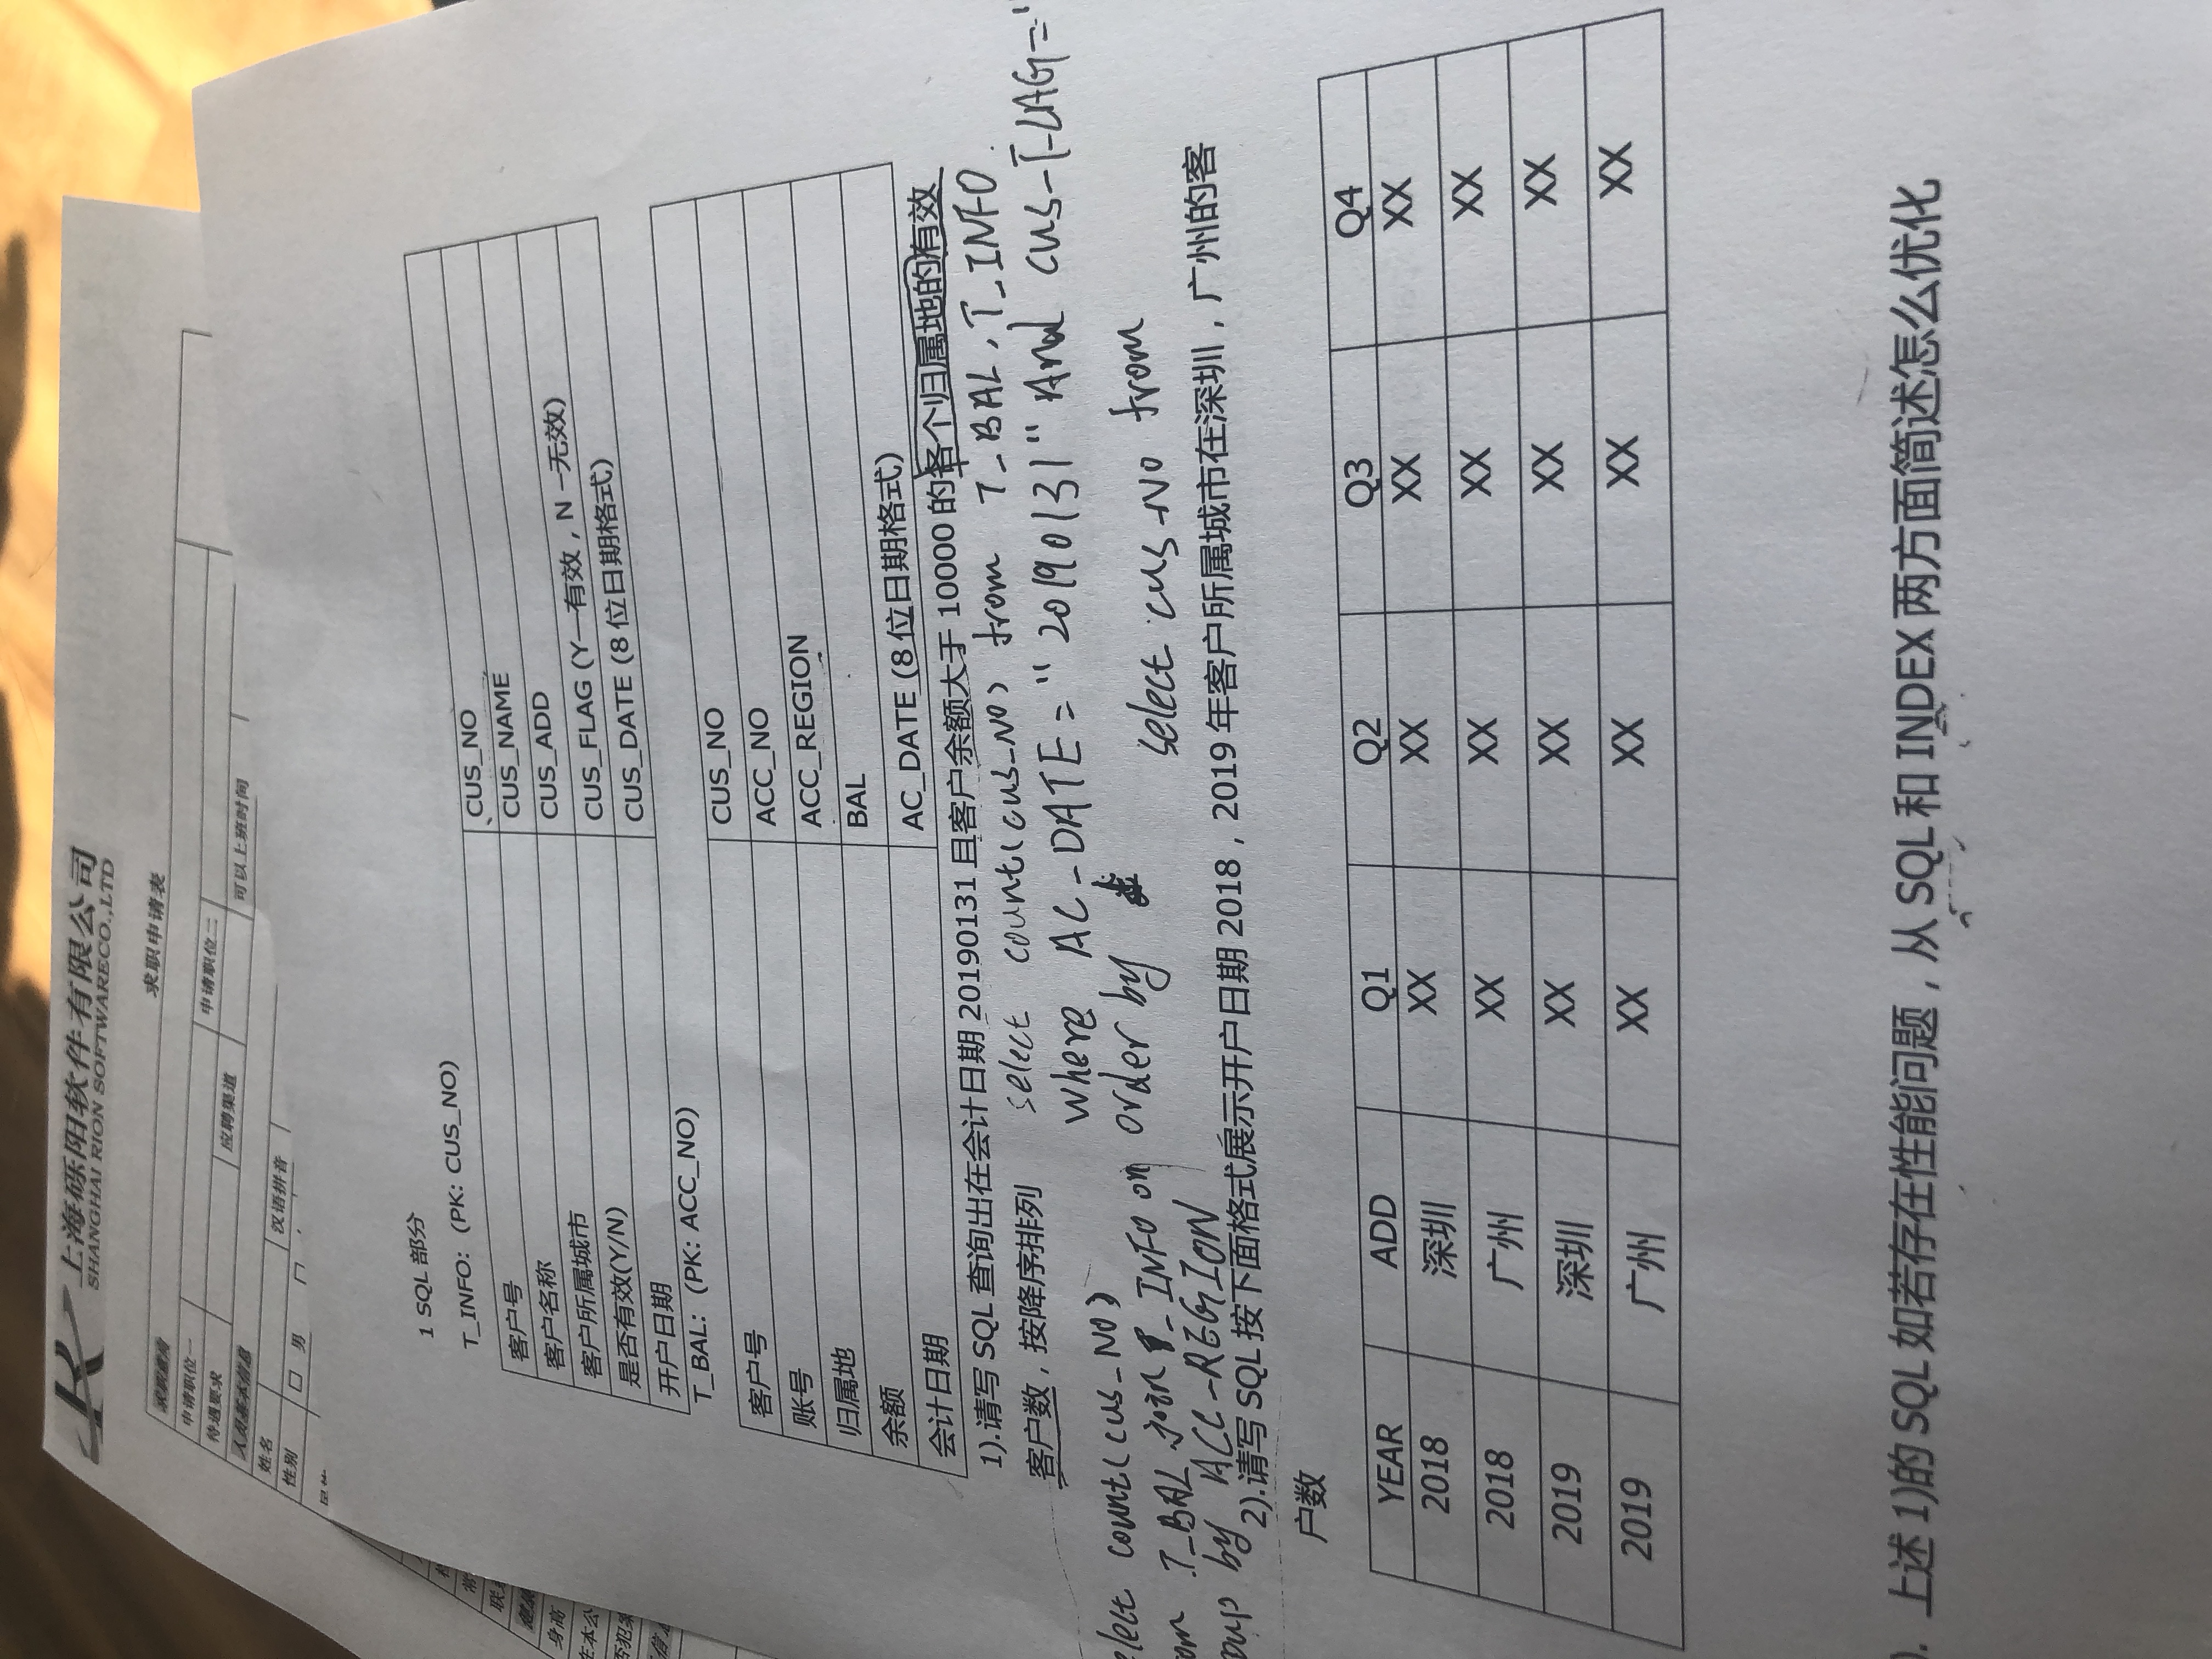 上海砾阳软件有限公司
SHANGHAI RION SOFTWARECO.,LTD
求职申请表
求职意向
申请职位一 申请职位二
待遇要求 应聘渠道 可以上班时间
人员基本信息
姓名 汉语拼音
性别 男
身高
1 SQL 部分
T_INFO: (PK: CUS_NO)
客户号 CUS_NO
客户名称 CUS_NAME
客户所属城市 CUS_ADD
是否有效(Y/N) CUS_FLAG (Y—有效，N —无效)
开户日期 CUS_DATE (8 位日期格式)
T_BAL: (PK: ACC_NO)
客户号 CUS_NO
账号 ACC_NO
归属地 ACC_REGION
余额 BAL
会计日期 AC_DATE (8 位日期格式)
1).请写 SQL 查询出在会计日期 20190131 且客户余额大于 10000 的各个归属地的有效
客户数，按降序排列
select count(cus_NO) from T_BAL, T_INFO
where AC_DATE = "20190131" And CUS_FLAG="
order by
select cus_NO from
elect count(cus_NO)
om T_BAL join T_INFO on
oup by ACC_REGION
2).请写 SQL 按下面格式展示开户日期 2018，2019 年客户所属城市在深圳，广州的客
户数
YEAR ADD Q1 Q2 Q3 Q4
2018 深圳 XX XX XX XX
2018 广州 XX XX XX XX
2019 深圳 XX XX XX XX
2019 广州 XX XX XX XX
). 上述 1)的 SQL 如若存在性能问题，从 SQL 和 INDEX 两方面简述怎么优化